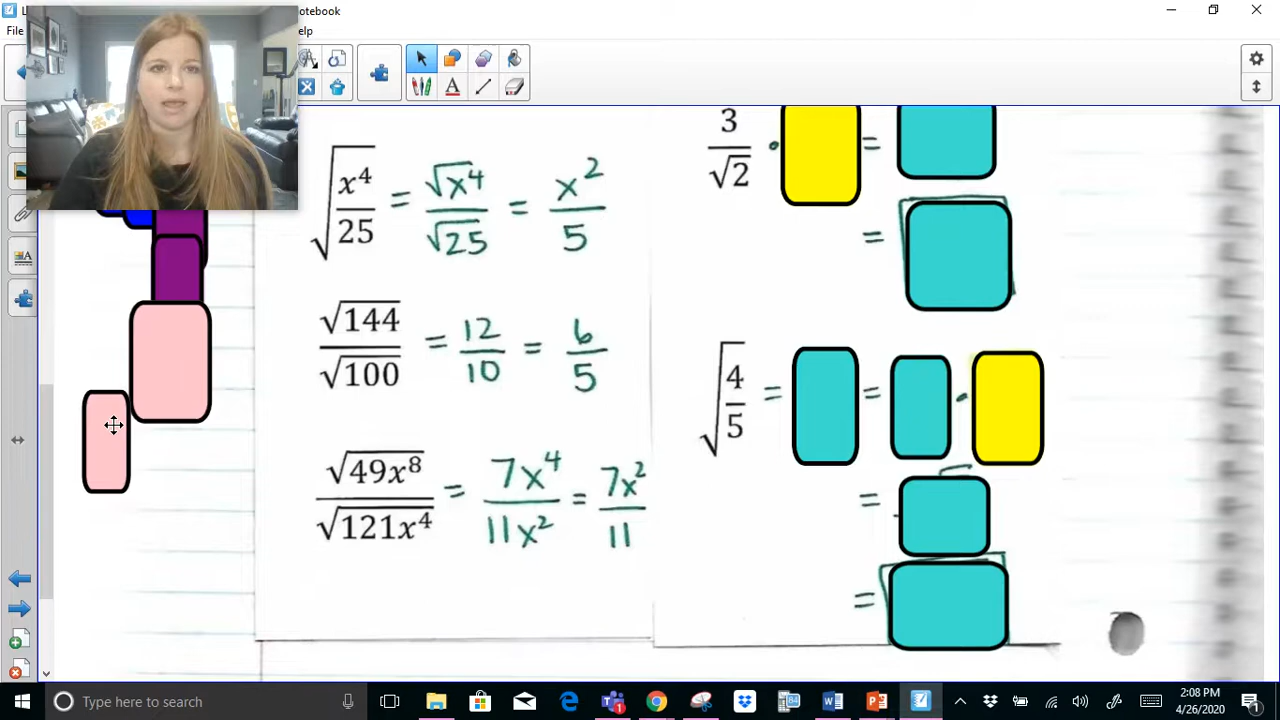 otebook
File
elp
√(x⁴/25) = √x⁴/√25 = x²/5
√144/√100 = 12/10 = 6/5
√49x⁸/√121x⁴ = 7x⁴/11x² = 7x²/11
3/√2 · =
=
√(4/5) = = ·
=
=
Type here to search
2:08 PM
4/26/2020